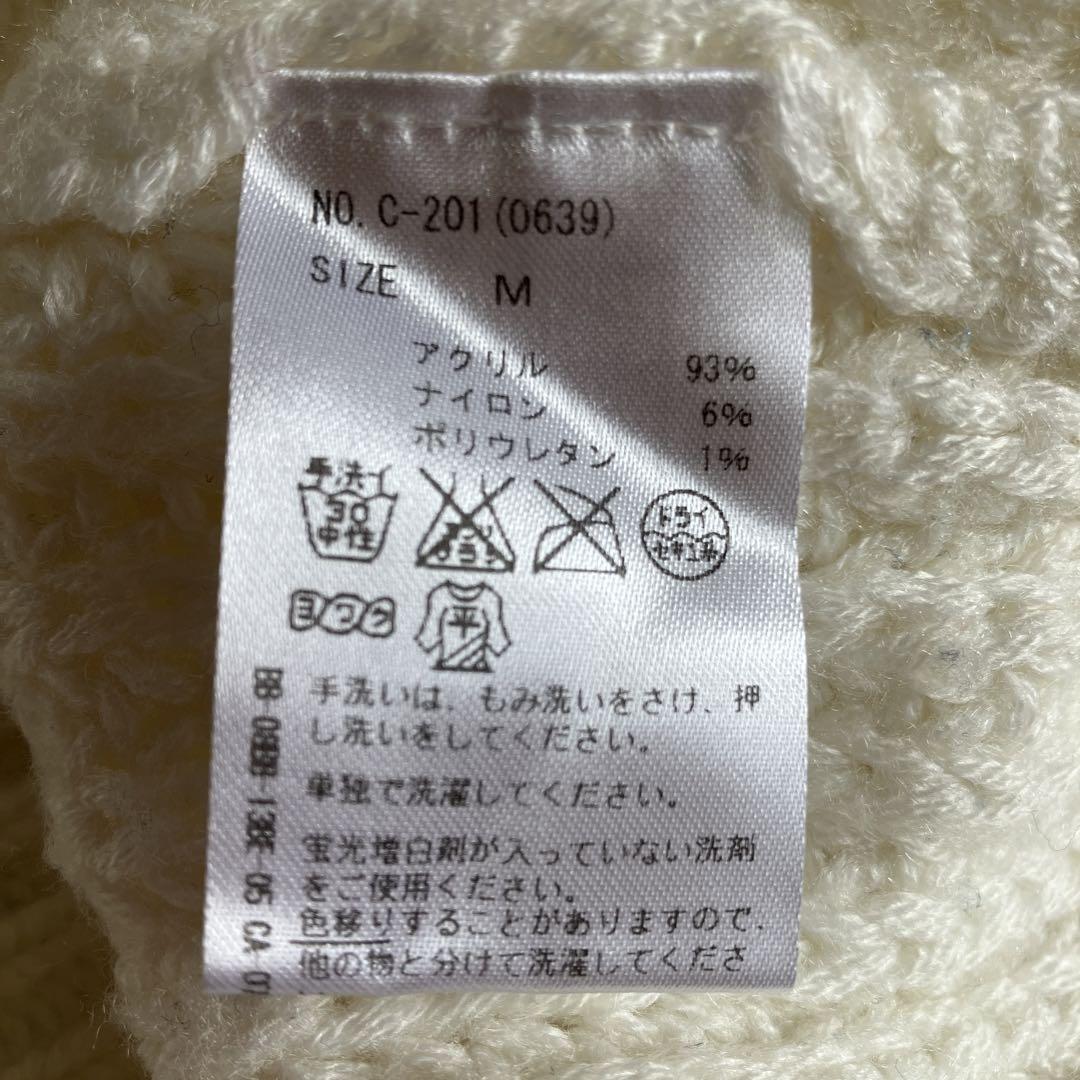 NO. C-201(0639)
SIZE M
アクリル 93%
ナイロン 6%
ポリウレタン 1%
手洗イ
30
中性
ドライ
セキユ系
ヨワク
平
手洗いは、もみ洗いをさけ、押
し洗いをしてください。
単独で洗濯してください。
蛍光増白剤が入っていない洗剤
をご使用ください。
色移りすることがありますので、
他の物と分けて洗濯してくださ